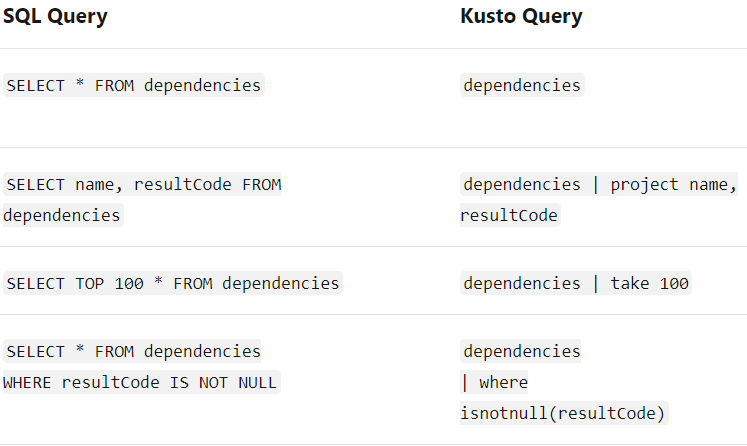 SQL Query Kusto Query
SELECT * FROM dependencies dependencies
SELECT name, resultCode FROM dependencies | project name,
dependencies resultCode
SELECT TOP 100 * FROM dependencies dependencies | take 100
SELECT * FROM dependencies dependencies
WHERE resultCode IS NOT NULL | where
isnotnull(resultCode)